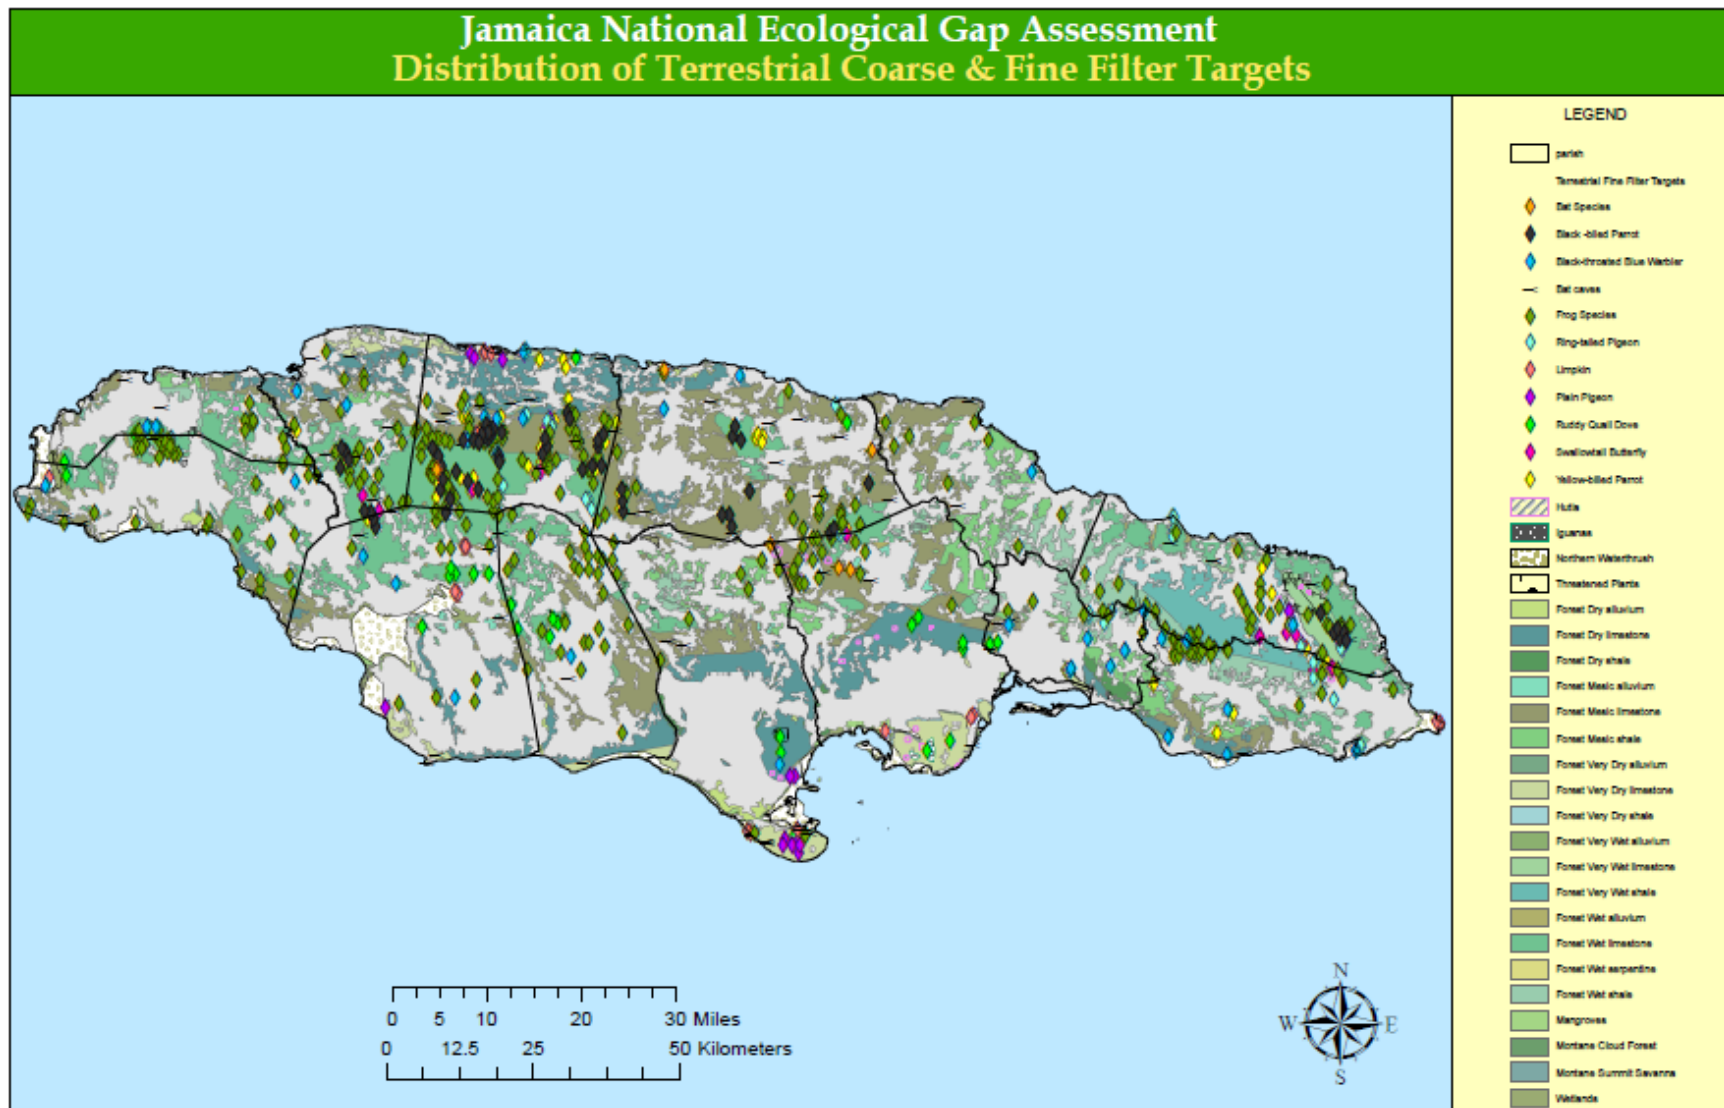 Jamaica National Ecological Gap Assessment
Distribution of Terrestrial Coarse & Fine Filter Targets
LEGEND
parish
Terrestrial Fine Filter Targets
Bat Species
Black -billed Parrot
Black-throated Blue Warbler
Bat caves
Frog Species
Ring-tailed Pigeon
Limpkin
Plain Pigeon
Ruddy Quail Dove
Swallowtail Butterfly
Yellow-billed Parrot
Hutia
Iguanas
Northern Waterthrush
Threatened Plants
Forest Dry alluvium
Forest Dry limestone
Forest Dry shale
Forest Mesic alluvium
Forest Mesic limestone
Forest Mesic shale
Forest Very Dry alluvium
Forest Very Dry limestone
Forest Very Dry shale
Forest Very Wet alluvium
Forest Very Wet limestone
Forest Very Wet shale
Forest Wet alluvium
Forest Wet limestone
Forest Wet serpentine
Forest Wet shale
Mangroves
Montane Cloud Forest
Montane Summit Savanna
Wetlands
0 5 10 20 30 Miles
0 12.5 25 50 Kilometers
N
W E
S